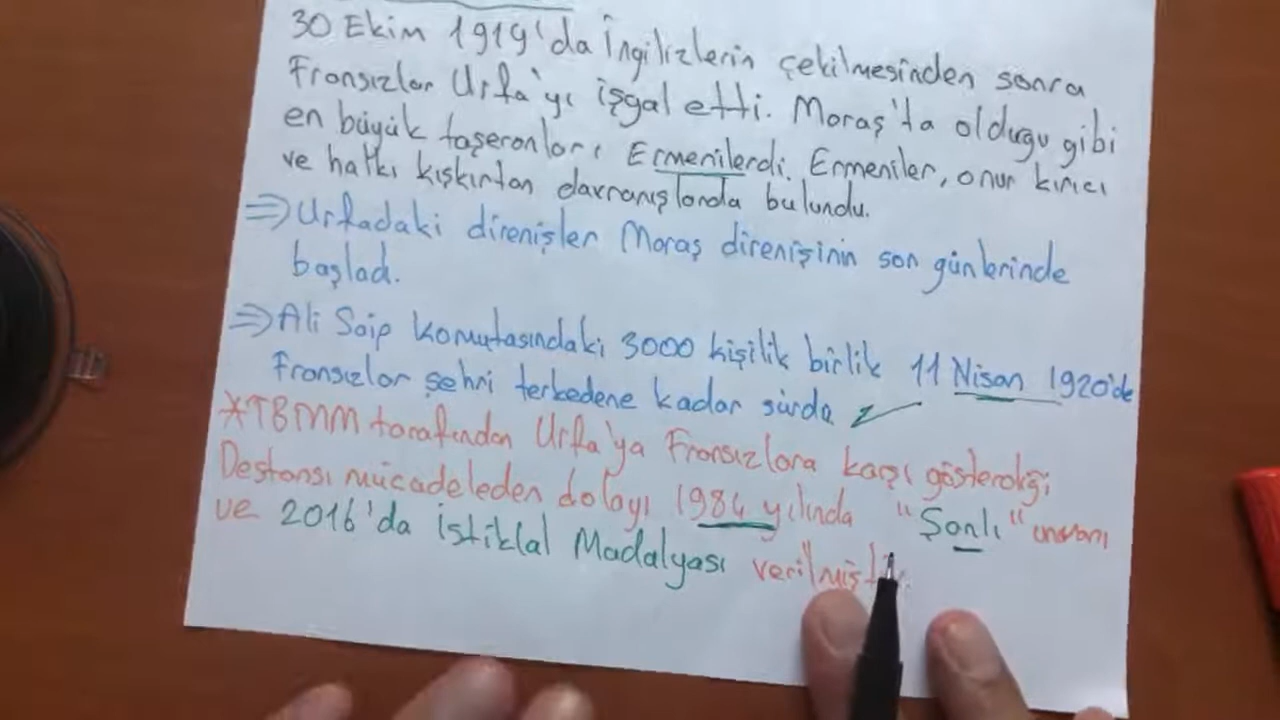 30 Ekim 1919'da İngilizlerin çekilmesinden sonra
Fransızlar Urfa'yı işgal etti. Maraş'ta olduğu gibi
en büyük taşeronları Ermenilerdi. Ermeniler, onur kırıcı
ve halkı kışkırtan davranışlarda bulundu.
⇒ Urfadaki direnişler Maraş direnişinin son günlerinde
başladı.
⇒ Ali Saip komutasındaki 3000 kişilik birlik 11 Nisan 1920'de
Fransızlar şehri terkedene kadar sürdü
*TBMM tarafından Urfa'ya Fransızlara karşı gösterdiği
Destansı mücadeleden dolayı 1984 yılında "Şanlı" unvanı
ve 2016'da İstiklal Madalyası verilmiştir